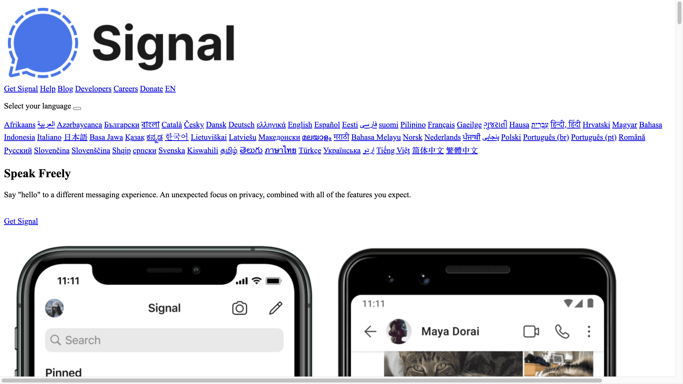 Signal
Get Signal Help Blog Developers Careers Donate EN
Select your language
Afrikaans العربية Azərbaycanca Български বাংলা Català Česky Dansk Deutsch ελληνικά English Español Eesti فارسی suomi Pilipino Français Gaeilge ગુજરાતી Hausa עברית हिन्दी, हिंदी Hrvatski Magyar Bahasa
Indonesia Italiano 日本語 Basa Jawa Қазақ ಕನ್ನಡ 한국어 Lietuviškai Latviešu Македонски മലയാളം मराठी Bahasa Melayu Norsk Nederlands ਪੰਜਾਬੀ پنجابی Polski Português (br) Português (pt) Română
Русский Slovenčina Slovenščina Shqip српски Svenska Kiswahili தமிழ் తెలుగు ภาษาไทย Türkçe Українська اردو Tiếng Việt 简体中文 繁體中文
Speak Freely
Say "hello" to a different messaging experience. An unexpected focus on privacy, combined with all of the features you expect.
Get Signal
11:11
Signal
Search
Pinned
11:11
Maya Dorai